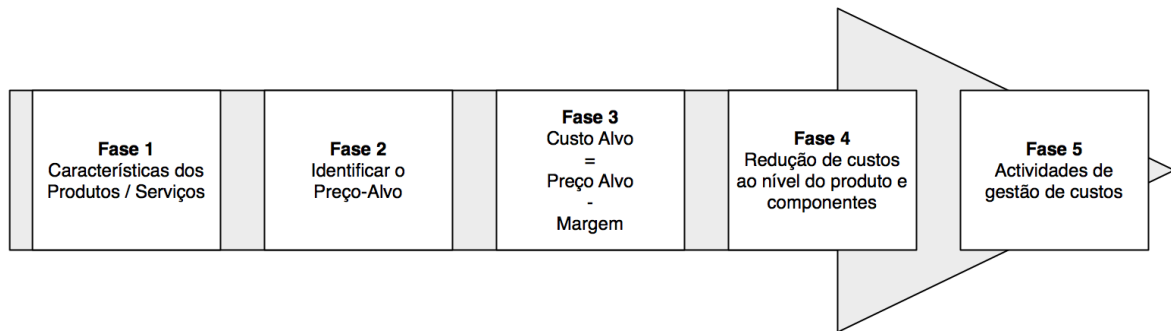 Fase 1
Características dos
Produtos / Serviços
Fase 2
Identificar o
Preço-Alvo
Fase 3
Custo Alvo
=
Preço Alvo
-
Margem
Fase 4
Redução de custos
ao nível do produto e
componentes
Fase 5
Actividades de
gestão de custos